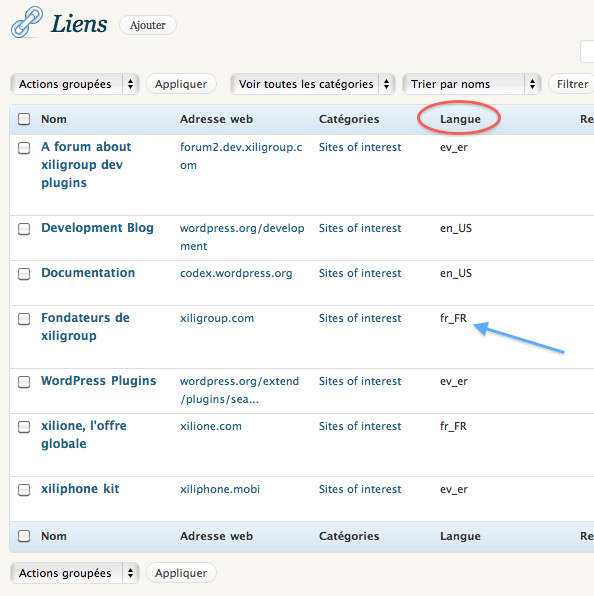 Liens Ajouter
Actions groupées Appliquer Voir toutes les catégories Trier par noms Filtrer
Nom Adresse web Catégories Langue Re
A forum about xiligroup dev plugins forum2.dev.xiligroup.com Sites of interest ev_er
Development Blog wordpress.org/development Sites of interest en_US
Documentation codex.wordpress.org Sites of interest en_US
Fondateurs de xiligroup xiligroup.com Sites of interest fr_FR
WordPress Plugins wordpress.org/extend/plugins/sea... Sites of interest ev_er
xilione, l'offre globale xilione.com Sites of interest fr_FR
xiliphone kit xiliphone.mobi Sites of interest ev_er
Nom Adresse web Catégories Langue Re
Actions groupées Appliquer